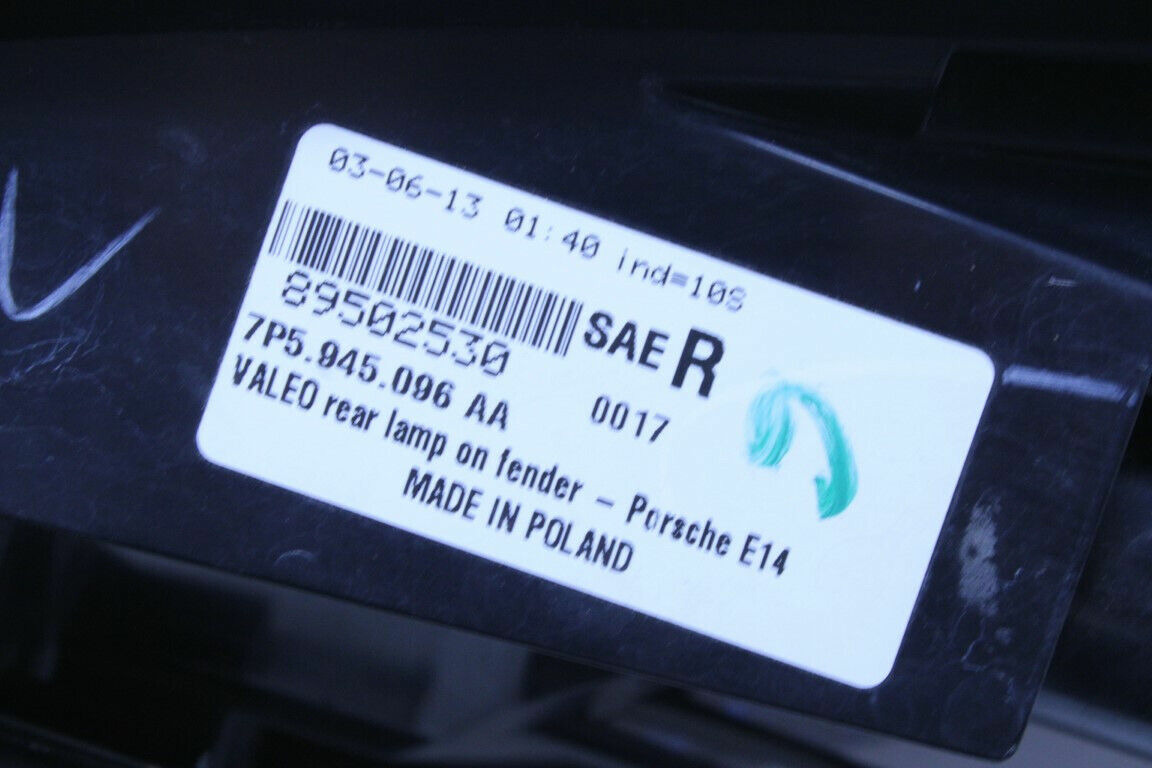 03-06-13 01:40 ind=108
89502530
SAE R
7P5.945.096 AA 0017
VALEO rear lamp on fender - Porsche E14
MADE IN POLAND